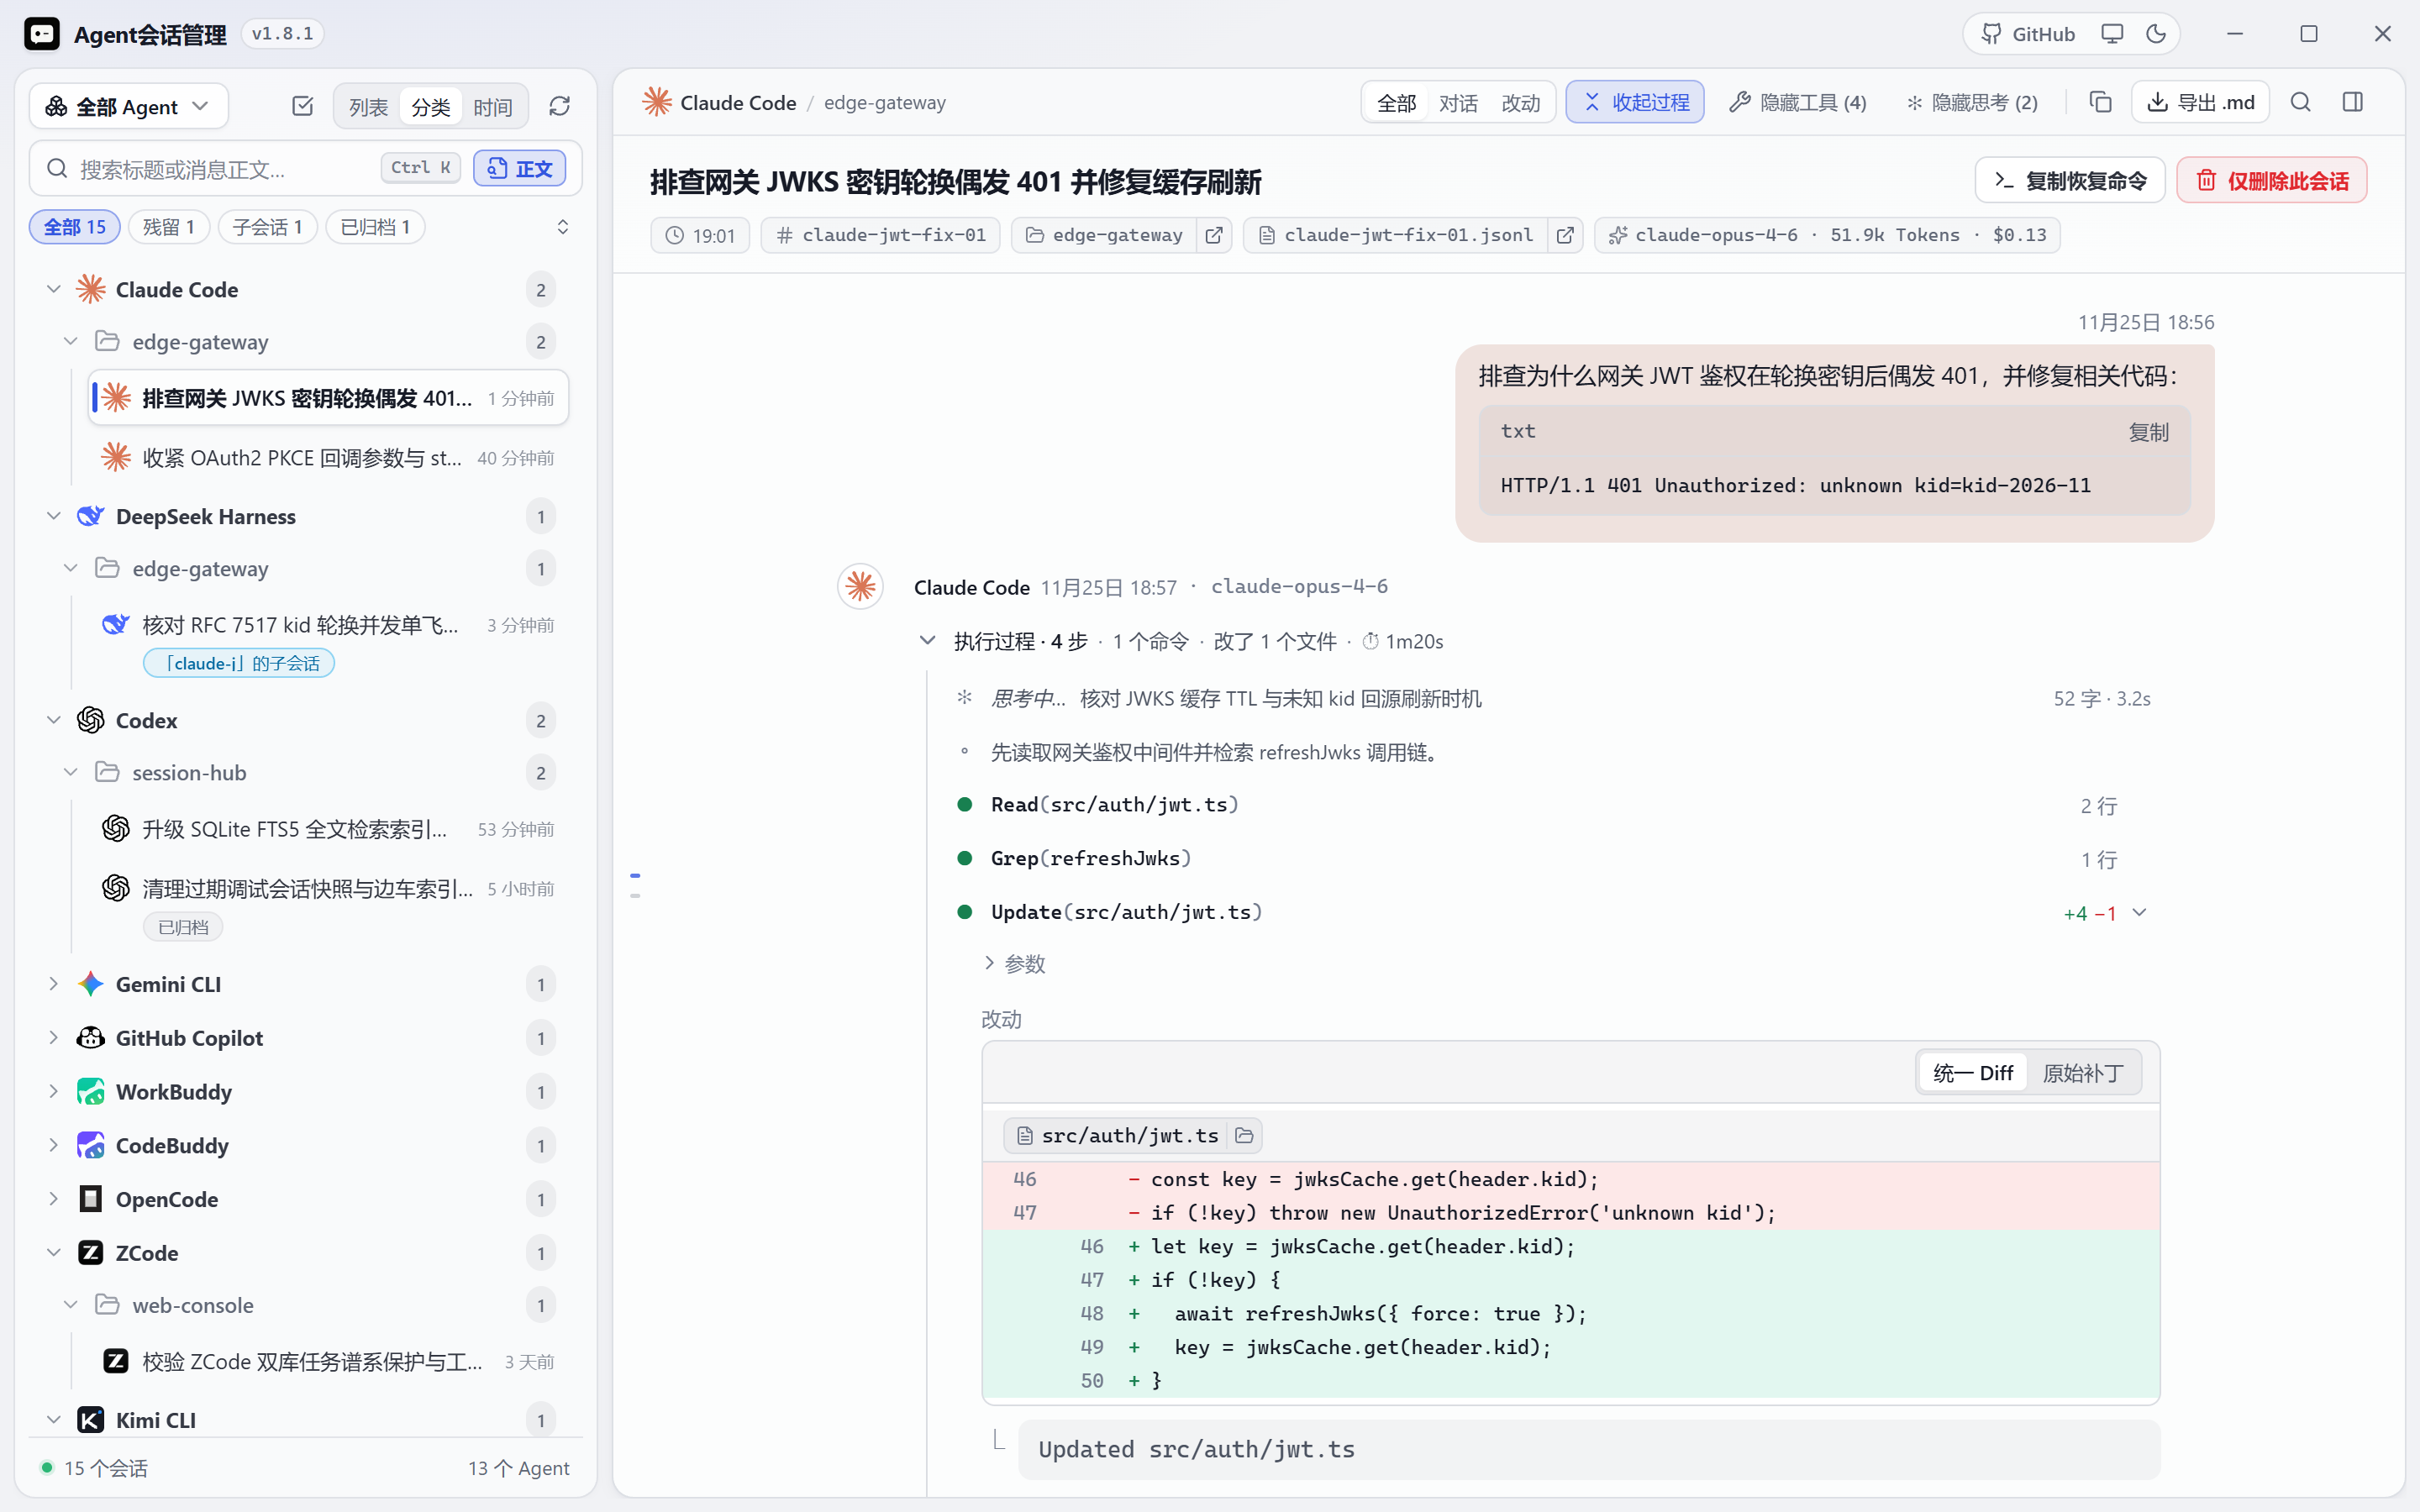 Agent会话管理 v1.8.1
GitHub
全部 Agent
列表 分类 时间
搜索标题或消息正文... Ctrl K 正文
全部 15 残留 1 子会话 1 已归档 1
Claude Code 2
edge-gateway 2
排查网关 JWKS 密钥轮换偶发 401... 1 分钟前
收紧 OAuth2 PKCE 回调参数与 st... 40 分钟前
DeepSeek Harness 1
edge-gateway 1
核对 RFC 7517 kid 轮换并发单飞... 3 分钟前
「claude-j」的子会话
Codex 2
session-hub 2
升级 SQLite FTS5 全文检索索引... 53 分钟前
清理过期调试会话快照与边车索引... 5 小时前
已归档
Gemini CLI 1
GitHub Copilot 1
WorkBuddy 1
CodeBuddy 1
OpenCode 1
ZCode 1
web-console 1
校验 ZCode 双库任务谱系保护与工... 3 天前
Kimi CLI 1
15 个会话 13 个 Agent
Claude Code / edge-gateway
全部 对话 改动 收起过程 隐藏工具 (4) 隐藏思考 (2) 导出 .md
排查网关 JWKS 密钥轮换偶发 401 并修复缓存刷新
复制恢复命令 仅删除此会话
19:01 # claude-jwt-fix-01 edge-gateway claude-jwt-fix-01.jsonl claude-opus-4-6 · 51.9k Tokens · $0.13
11月25日 18:56
排查为什么网关 JWT 鉴权在轮换密钥后偶发 401，并修复相关代码：
txt 复制
HTTP/1.1 401 Unauthorized: unknown kid=kid-2026-11
Claude Code 11月25日 18:57 · claude-opus-4-6
执行过程 · 4 步 · 1 个命令 · 改了 1 个文件 · 1m20s
思考中... 核对 JWKS 缓存 TTL 与未知 kid 回源刷新时机 52 字 · 3.2s
先读取网关鉴权中间件并检索 refreshJwks 调用链。
Read(src/auth/jwt.ts) 2 行
Grep(refreshJwks) 1 行
Update(src/auth/jwt.ts) +4 −1
参数
改动
统一 Diff 原始补丁
src/auth/jwt.ts
46 - const key = jwksCache.get(header.kid);
47 - if (!key) throw new UnauthorizedError('unknown kid');
46 + let key = jwksCache.get(header.kid);
47 + if (!key) {
48 + await refreshJwks({ force: true });
49 + key = jwksCache.get(header.kid);
50 + }
Updated src/auth/jwt.ts